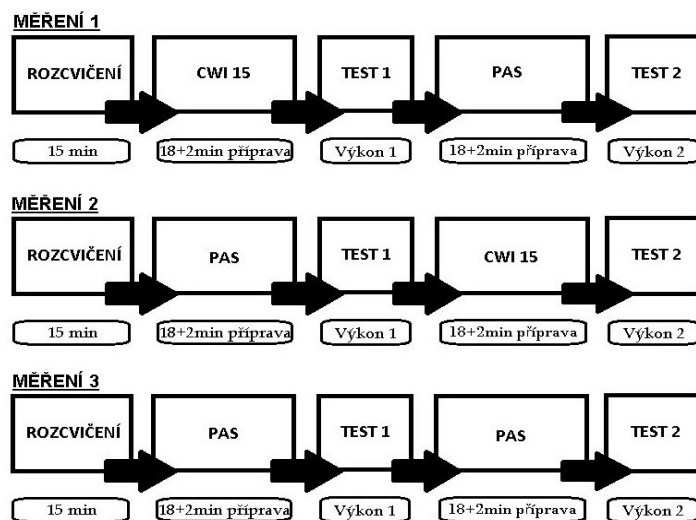 MĚŘENÍ 1
ROZCVIČENÍ CWI 15 TEST 1 PAS TEST 2
15 min 18+2min příprava Výkon 1 18+2min příprava Výkon 2
MĚŘENÍ 2
ROZCVIČENÍ PAS TEST 1 CWI 15 TEST 2
15 min 18+2min příprava Výkon 1 18+2min příprava Výkon 2
MĚŘENÍ 3
ROZCVIČENÍ PAS TEST 1 PAS TEST 2
15 min 18+2min příprava Výkon 1 18+2min příprava Výkon 2